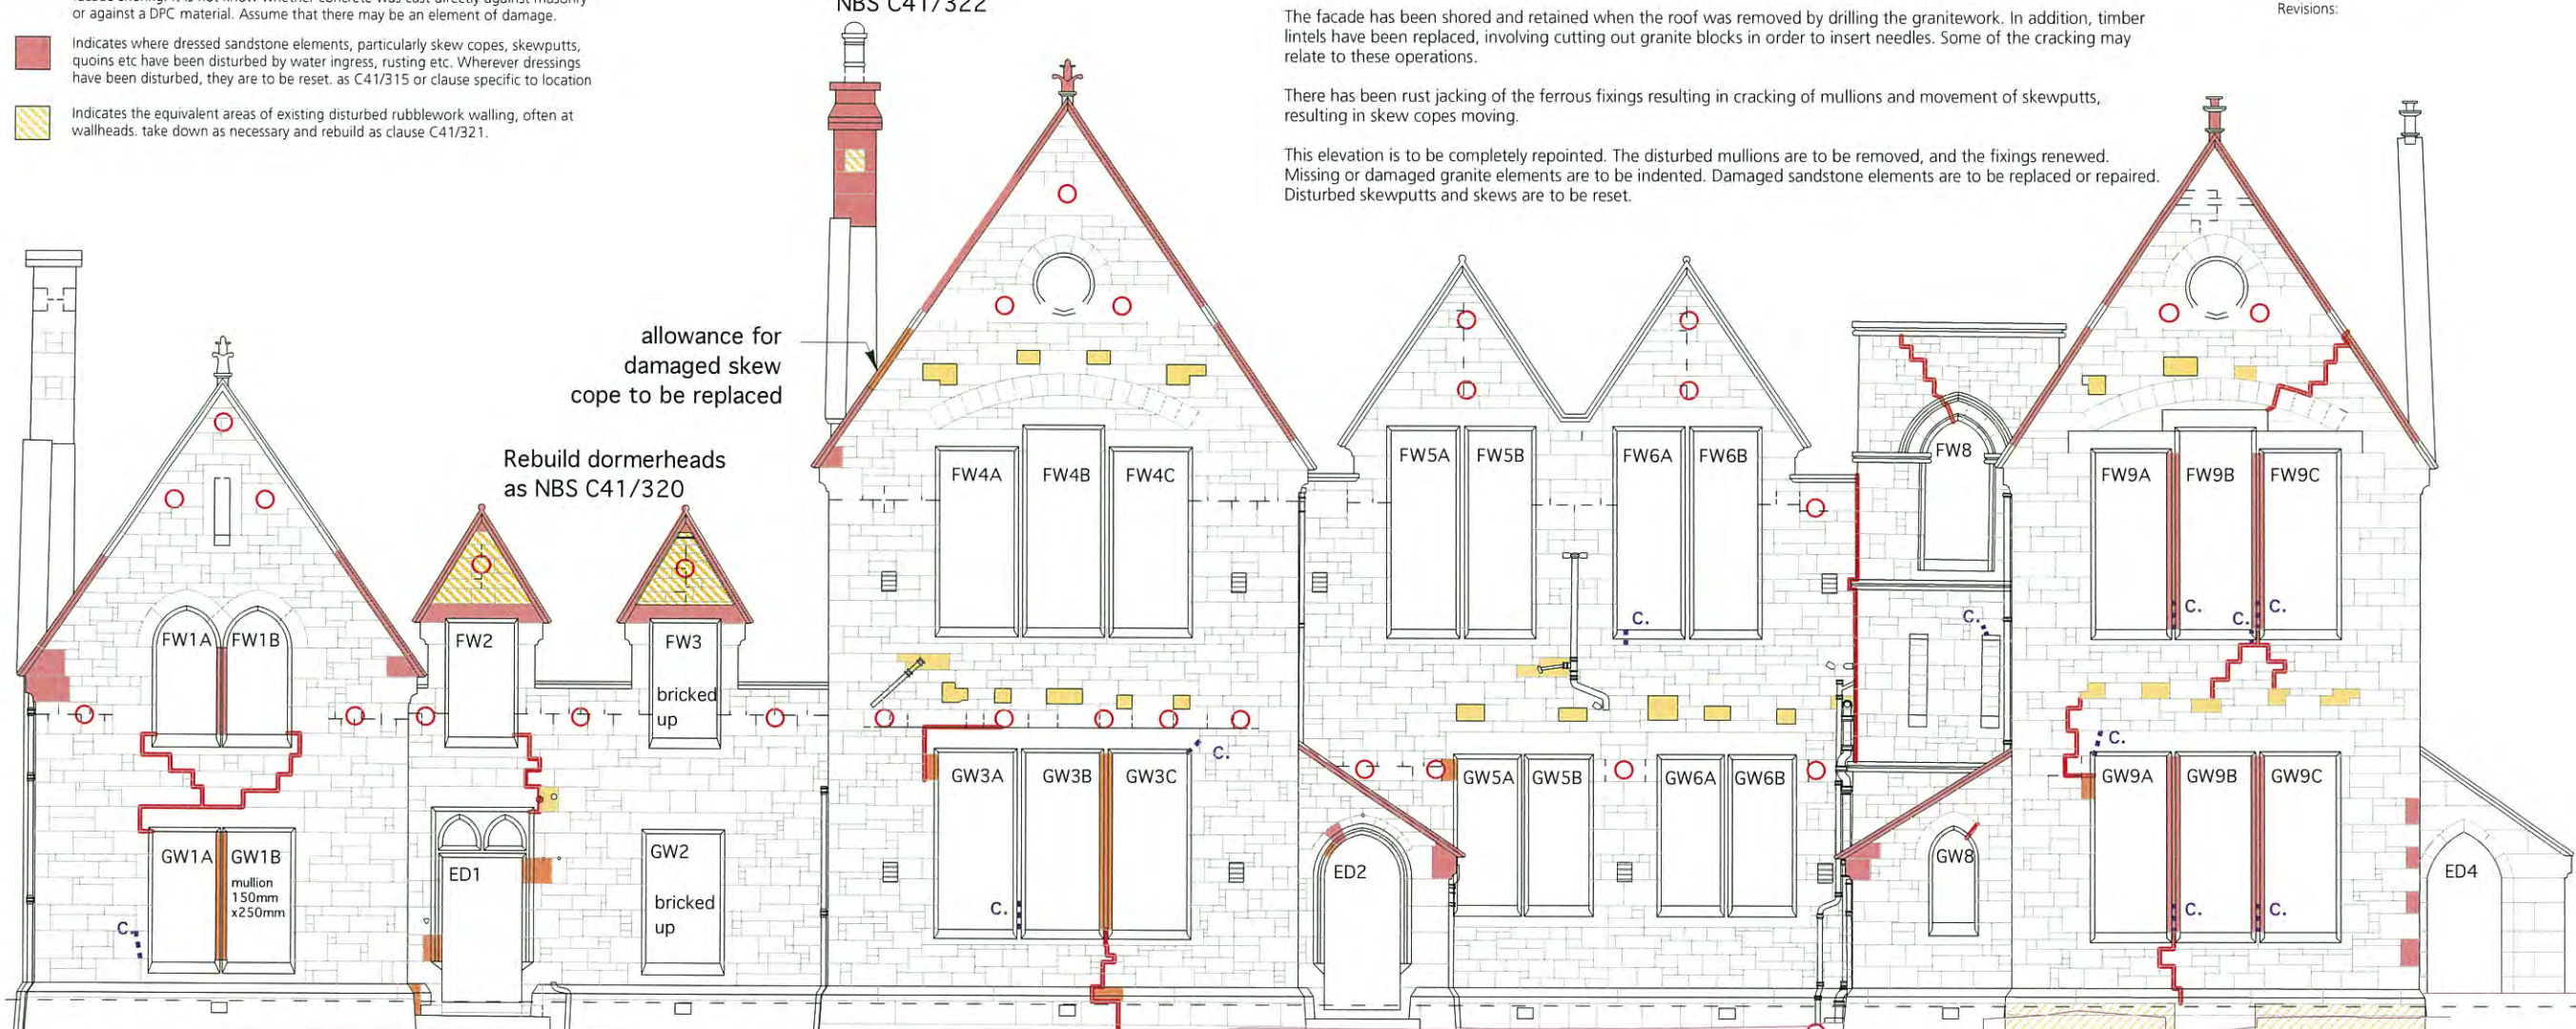 or against a DPC material. Assume that there may be an element of damage.
Indicates where dressed sandstone elements, particularly skew copes, skewputts,
quoins etc have been disturbed by water ingress, rusting etc. Wherever dressings
have been disturbed, they are to be reset. as C41/315 or clause specific to location
Indicates the equivalent areas of existing disturbed rubblework walling, often at
wallheads. take down as necessary and rebuild as clause C41/321.
NBS C41/322
The facade has been shored and retained when the roof was removed by drilling the granitework. In addition, timber
lintels have been replaced, involving cutting out granite blocks in order to insert needles. Some of the cracking may
relate to these operations.
There has been rust jacking of the ferrous fixings resulting in cracking of mullions and movement of skewputts,
resulting in skew copes moving.
This elevation is to be completely repointed. The disturbed mullions are to be removed, and the fixings renewed.
Missing or damaged granite elements are to be indented. Damaged sandstone elements are to be replaced or repaired.
Disturbed skewputts and skews are to be reset.
Revisions:
allowance for
damaged skew
cope to be replaced
Rebuild dormerheads
as NBS C41/320
FW1A
FW1B
FW2
FW3
bricked
up
FW4A
FW4B
FW4C
FW5A
FW5B
FW6A
FW6B
FW8
FW9A
FW9B
FW9C
C.
C.
C.
C.
C.
GW1A
GW1B
mullion
150mm
x250mm
C.
ED1
GW2
bricked
up
GW3A
GW3B
GW3C
C.
C.
ED2
GW5A
GW5B
GW6A
GW6B
GW8
C.
GW9A
GW9B
GW9C
C.
C.
ED4